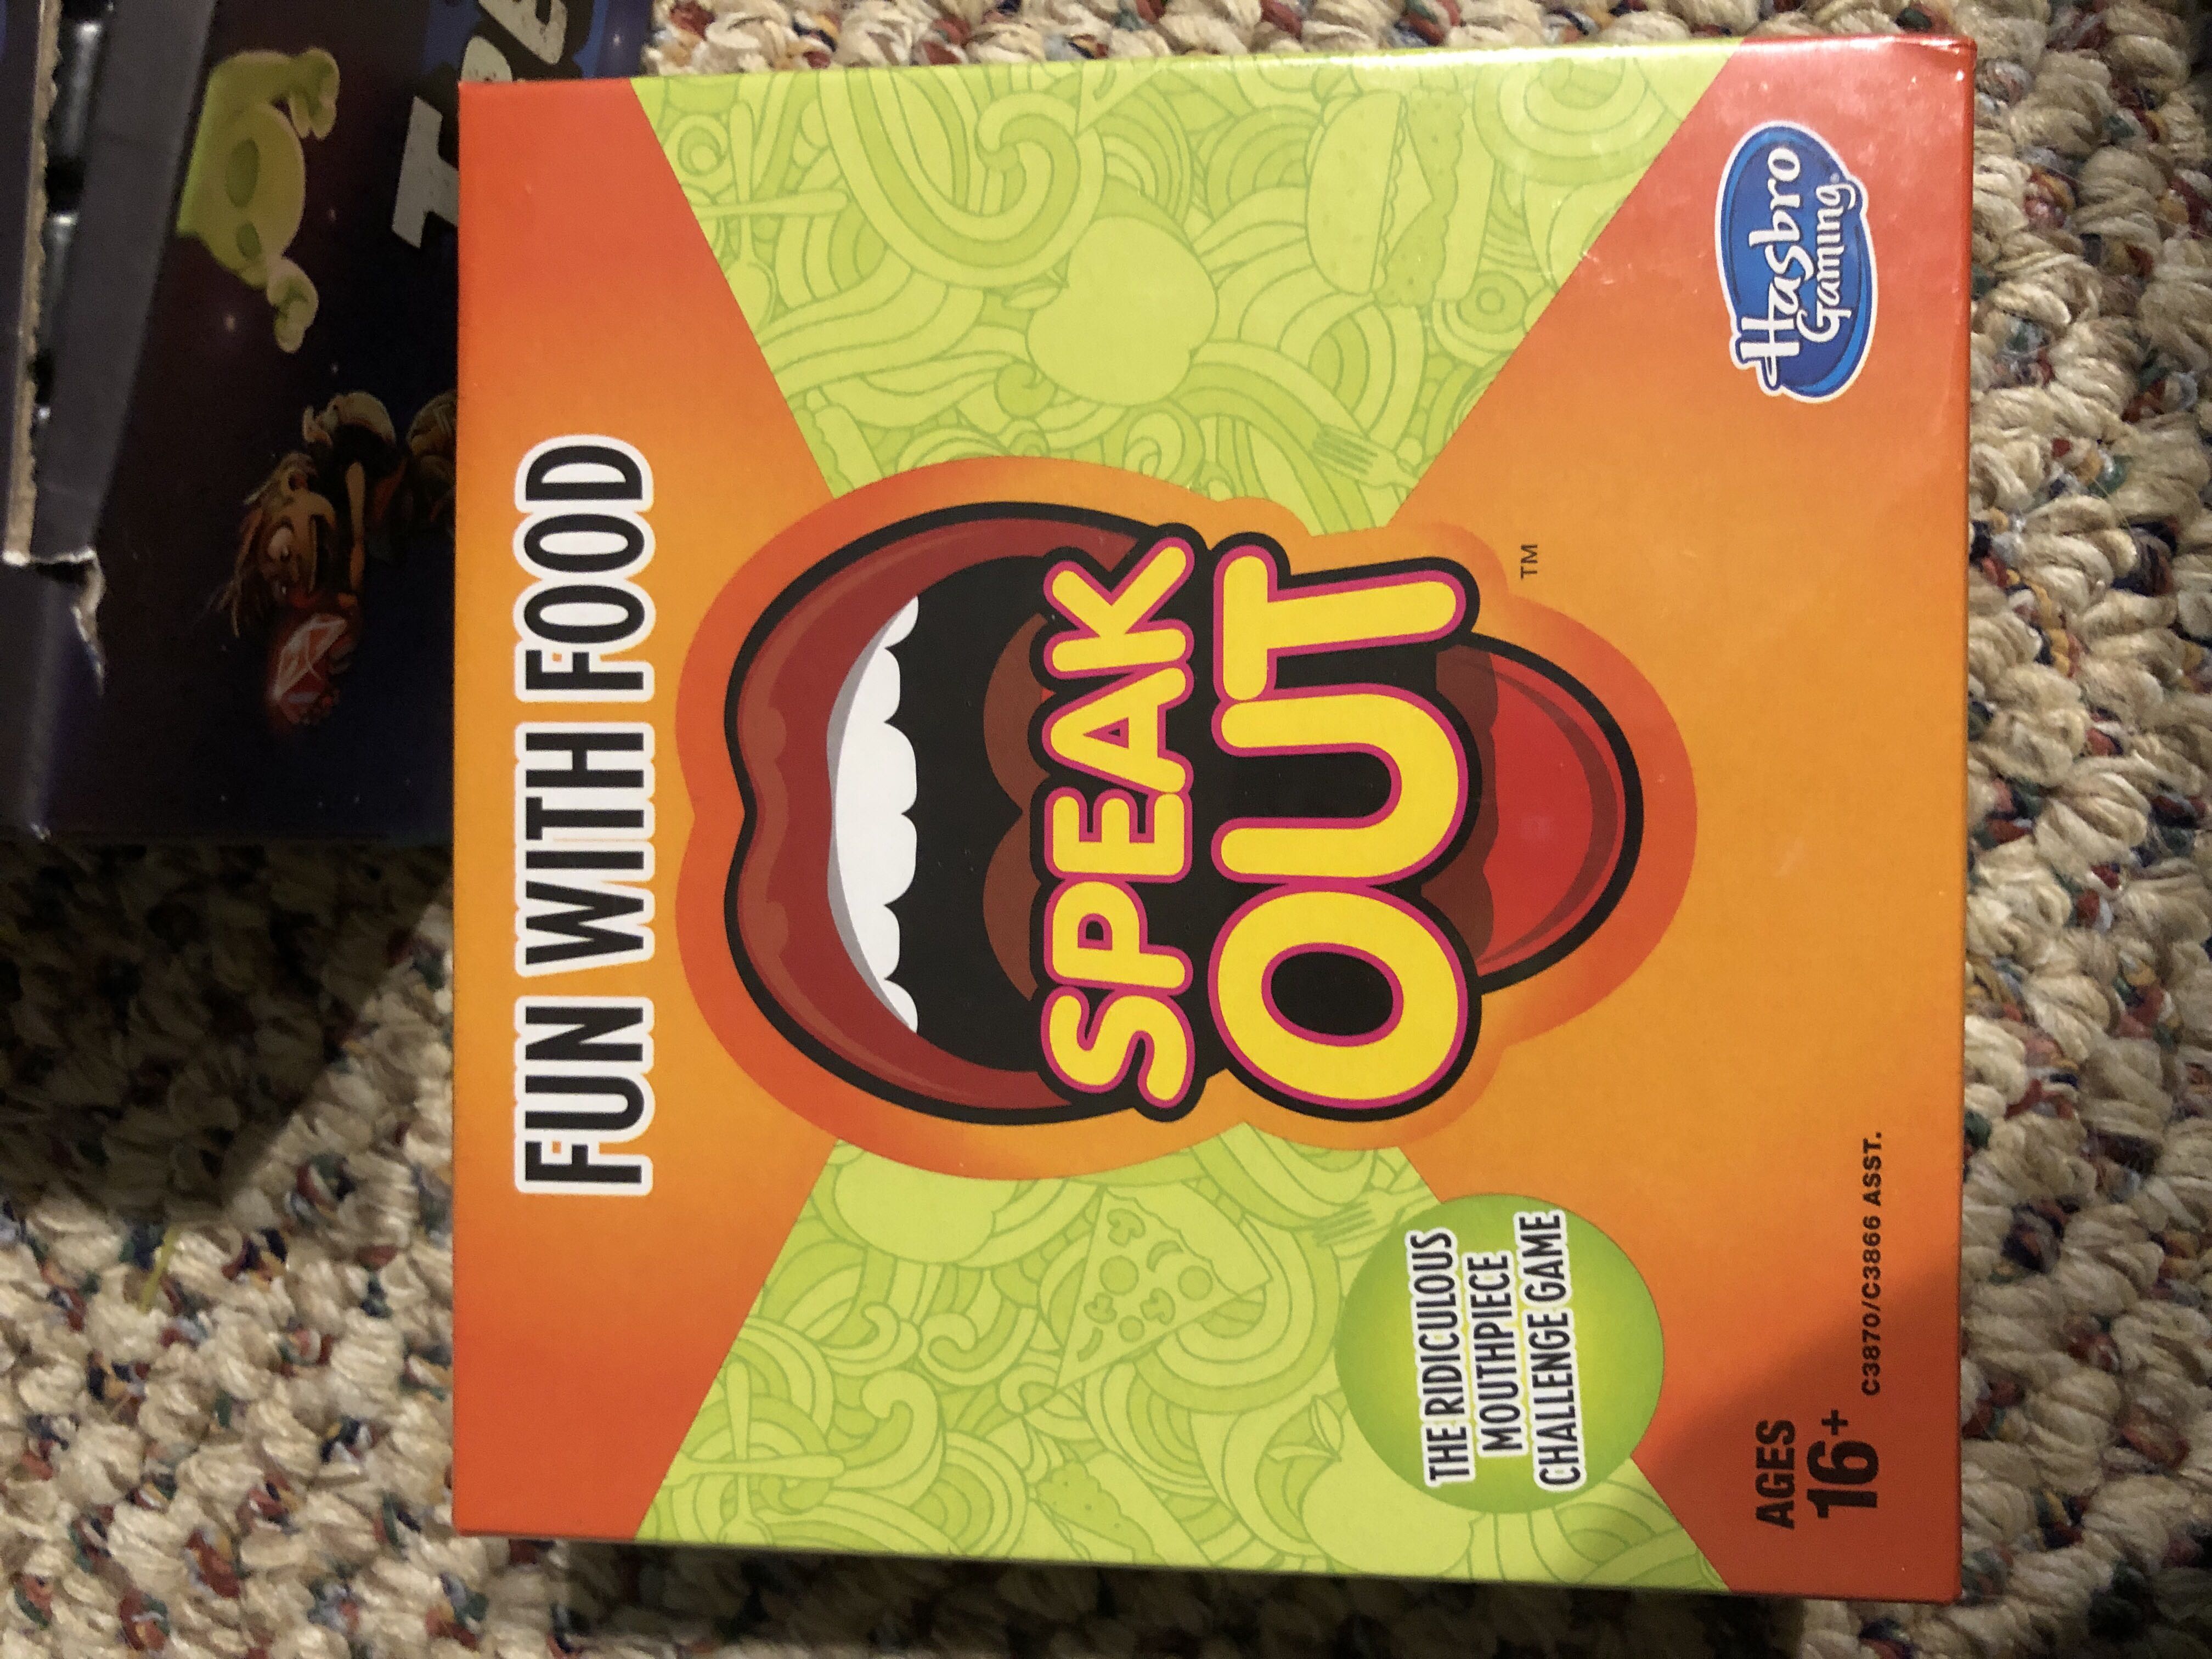 FUN WITH FOOD
SPEAK
OUT
TM
THE RIDICULOUS
MOUTHPIECE
CHALLENGE GAME
AGES
16+
C3870/C3866 ASST.
Hasbro
Gaming